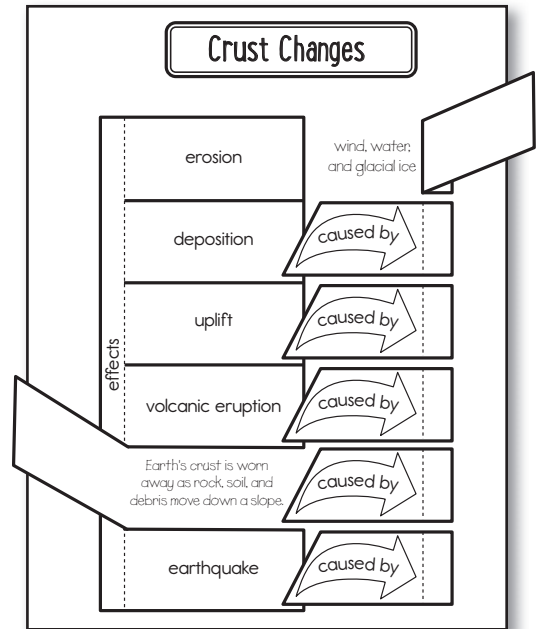 Crust Changes
erosion
wind, water,
and glacial ice
deposition
caused by
uplift
caused by
effects
volcanic eruption
caused by
Earth's crust is worn
away as rock, soil, and
debris move down a slope.
caused by
earthquake
caused by